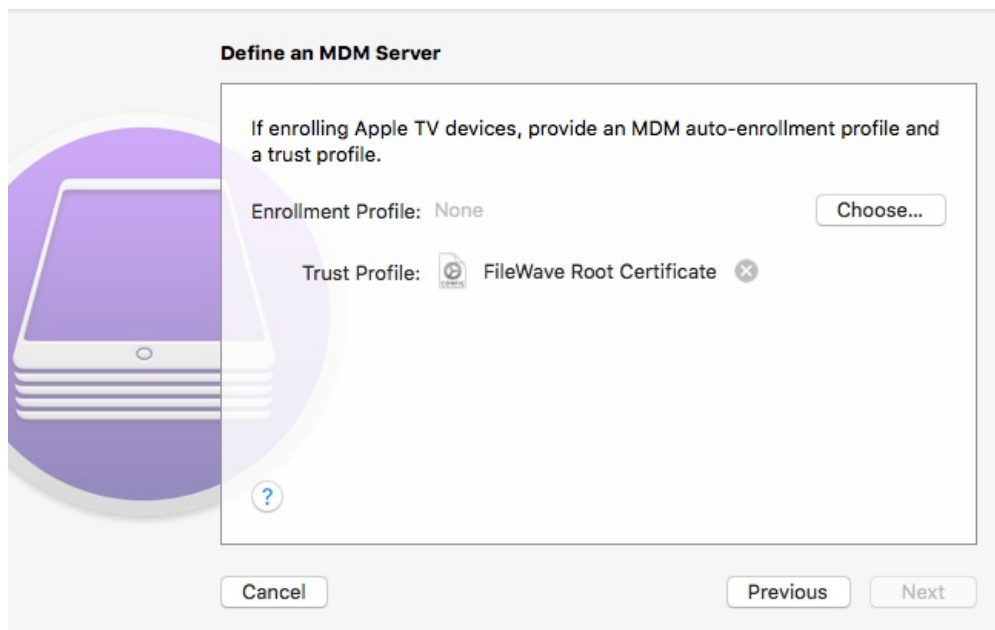 Define an MDM Server
If enrolling Apple TV devices, provide an MDM auto-enrollment profile and
a trust profile.
Enrollment Profile: None Choose...
Trust Profile: CONFIG FileWave Root Certificate
?
Cancel Previous Next